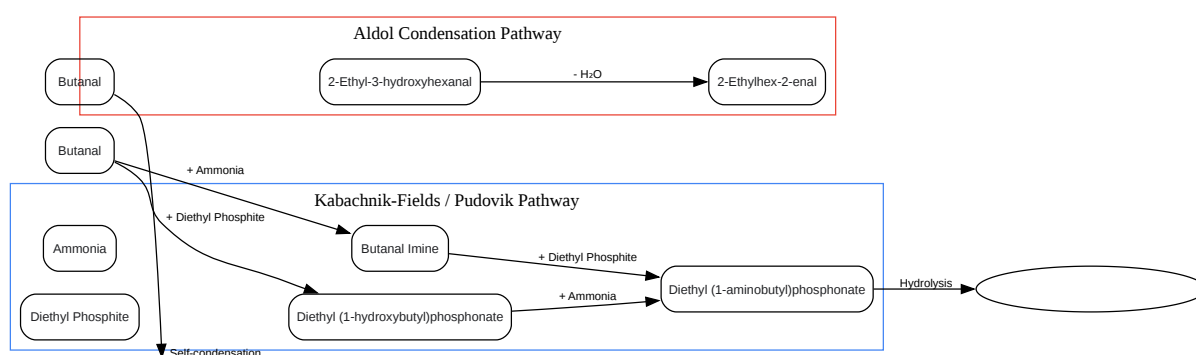 Aldol Condensation Pathway
Butanal
2-Ethyl-3-hydroxyhexanal
- H₂O
2-Ethylhex-2-enal
Butanal
+ Ammonia
Kabachnik-Fields / Pudovik Pathway
+ Diethyl Phosphite
Ammonia
Butanal Imine
+ Diethyl Phosphite
Diethyl (1-aminobutyl)phosphonate
Hydrolysis
Diethyl Phosphite
Diethyl (1-hydroxybutyl)phosphonate
+ Ammonia
Self-condensation